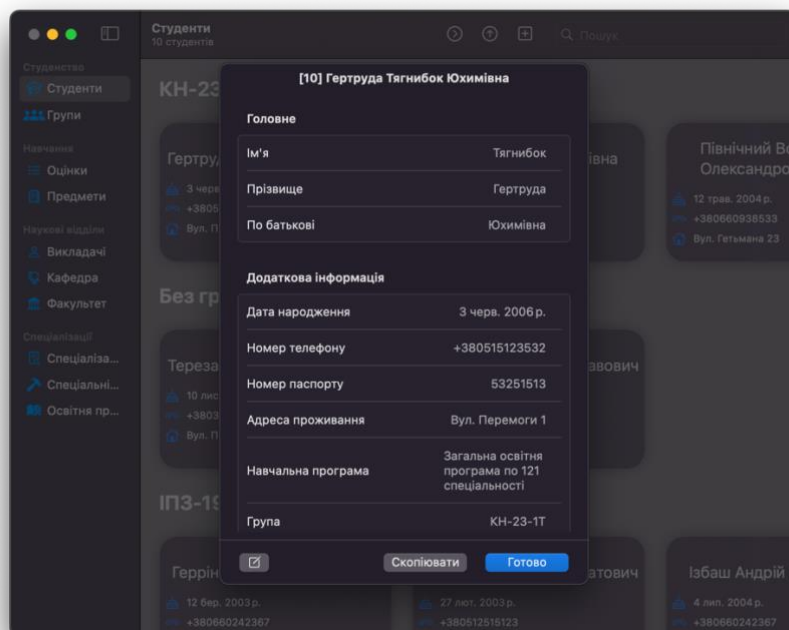 Студенти
10 студентів
Пошук
Студенство
Студенти
Групи
Навчання
Оцінки
Предмети
Наукові відділи
Викладачі
Кафедра
Факультет
Спеціалізації
Спеціаліза...
Спеціальні...
Освітня пр...
[10] Гертруда Тягнибок Юхимівна
Головне
Ім'я Тягнибок
Прізвище Гертруда
По батькові Юхимівна
Додаткова інформація
Дата народження 3 черв. 2006 р.
Номер телефону +380515123532
Номер паспорту 53251513
Адреса проживання Вул. Перемоги 1
Навчальна програма Загальна освітня
програма по 121
спеціальності
Група КН-23-1Т
Скопіювати Готово
КН-23
Гертру
івна
3 черв
+3805
Вул. П
Північний Во
Олександро
12 трав. 2004 р.
+380660938533
Вул. Гетьмана 23
Без гр
Тереза
авович
10 лис
+3803
Вул. П
ІПЗ-19
Геррін
атович
Ізбаш Андрій
12 бер. 2003 р.
27 лют. 2003 р.
4 лип. 2004 р.
+380660242367
+380512515123
+380660242367